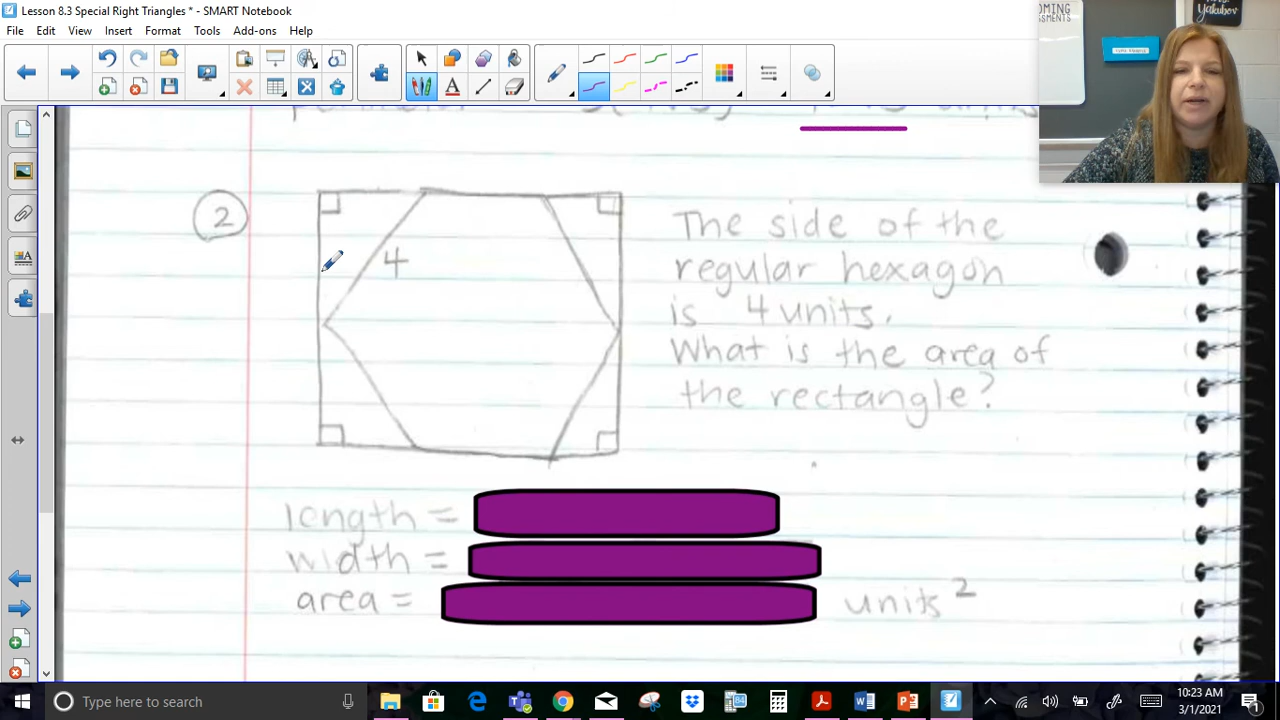 Lesson 8.3 Special Right Triangles * - SMART Notebook
File Edit View Insert Format Tools Add-ons Help
2
4
The side of the
regular hexagon
is 4 units.
What is the area of
the rectangle?
length =
width =
area = units²
Type here to search
10:23 AM
3/1/2021